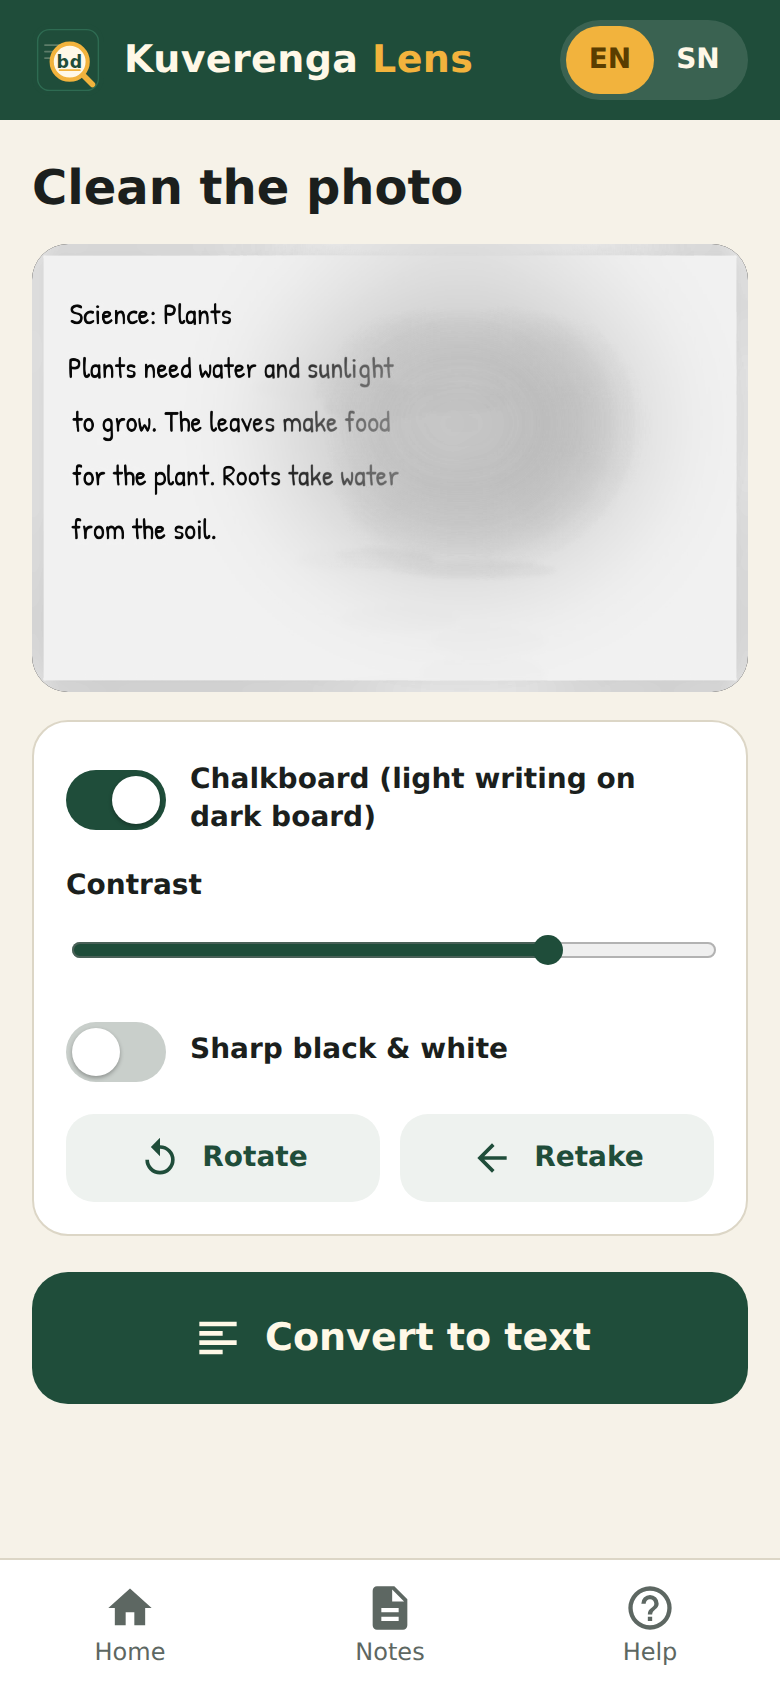 bd
Kuverenga Lens
EN SN
Clean the photo
Science: Plants
Plants need water and sunlight
to grow. The leaves make food
for the plant. Roots take water
from the soil.
Chalkboard (light writing on
dark board)
Contrast
Sharp black & white
Rotate
Retake
Convert to text
Home
Notes
Help